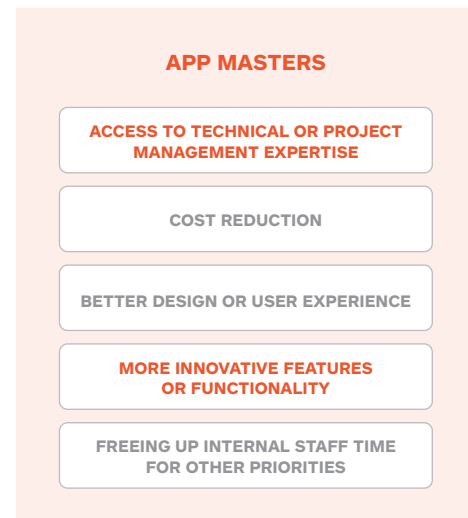 APP MASTERS
ACCESS TO TECHNICAL OR PROJECT
MANAGEMENT EXPERTISE
COST REDUCTION
BETTER DESIGN OR USER EXPERIENCE
MORE INNOVATIVE FEATURES
OR FUNCTIONALITY
FREEING UP INTERNAL STAFF TIME
FOR OTHER PRIORITIES